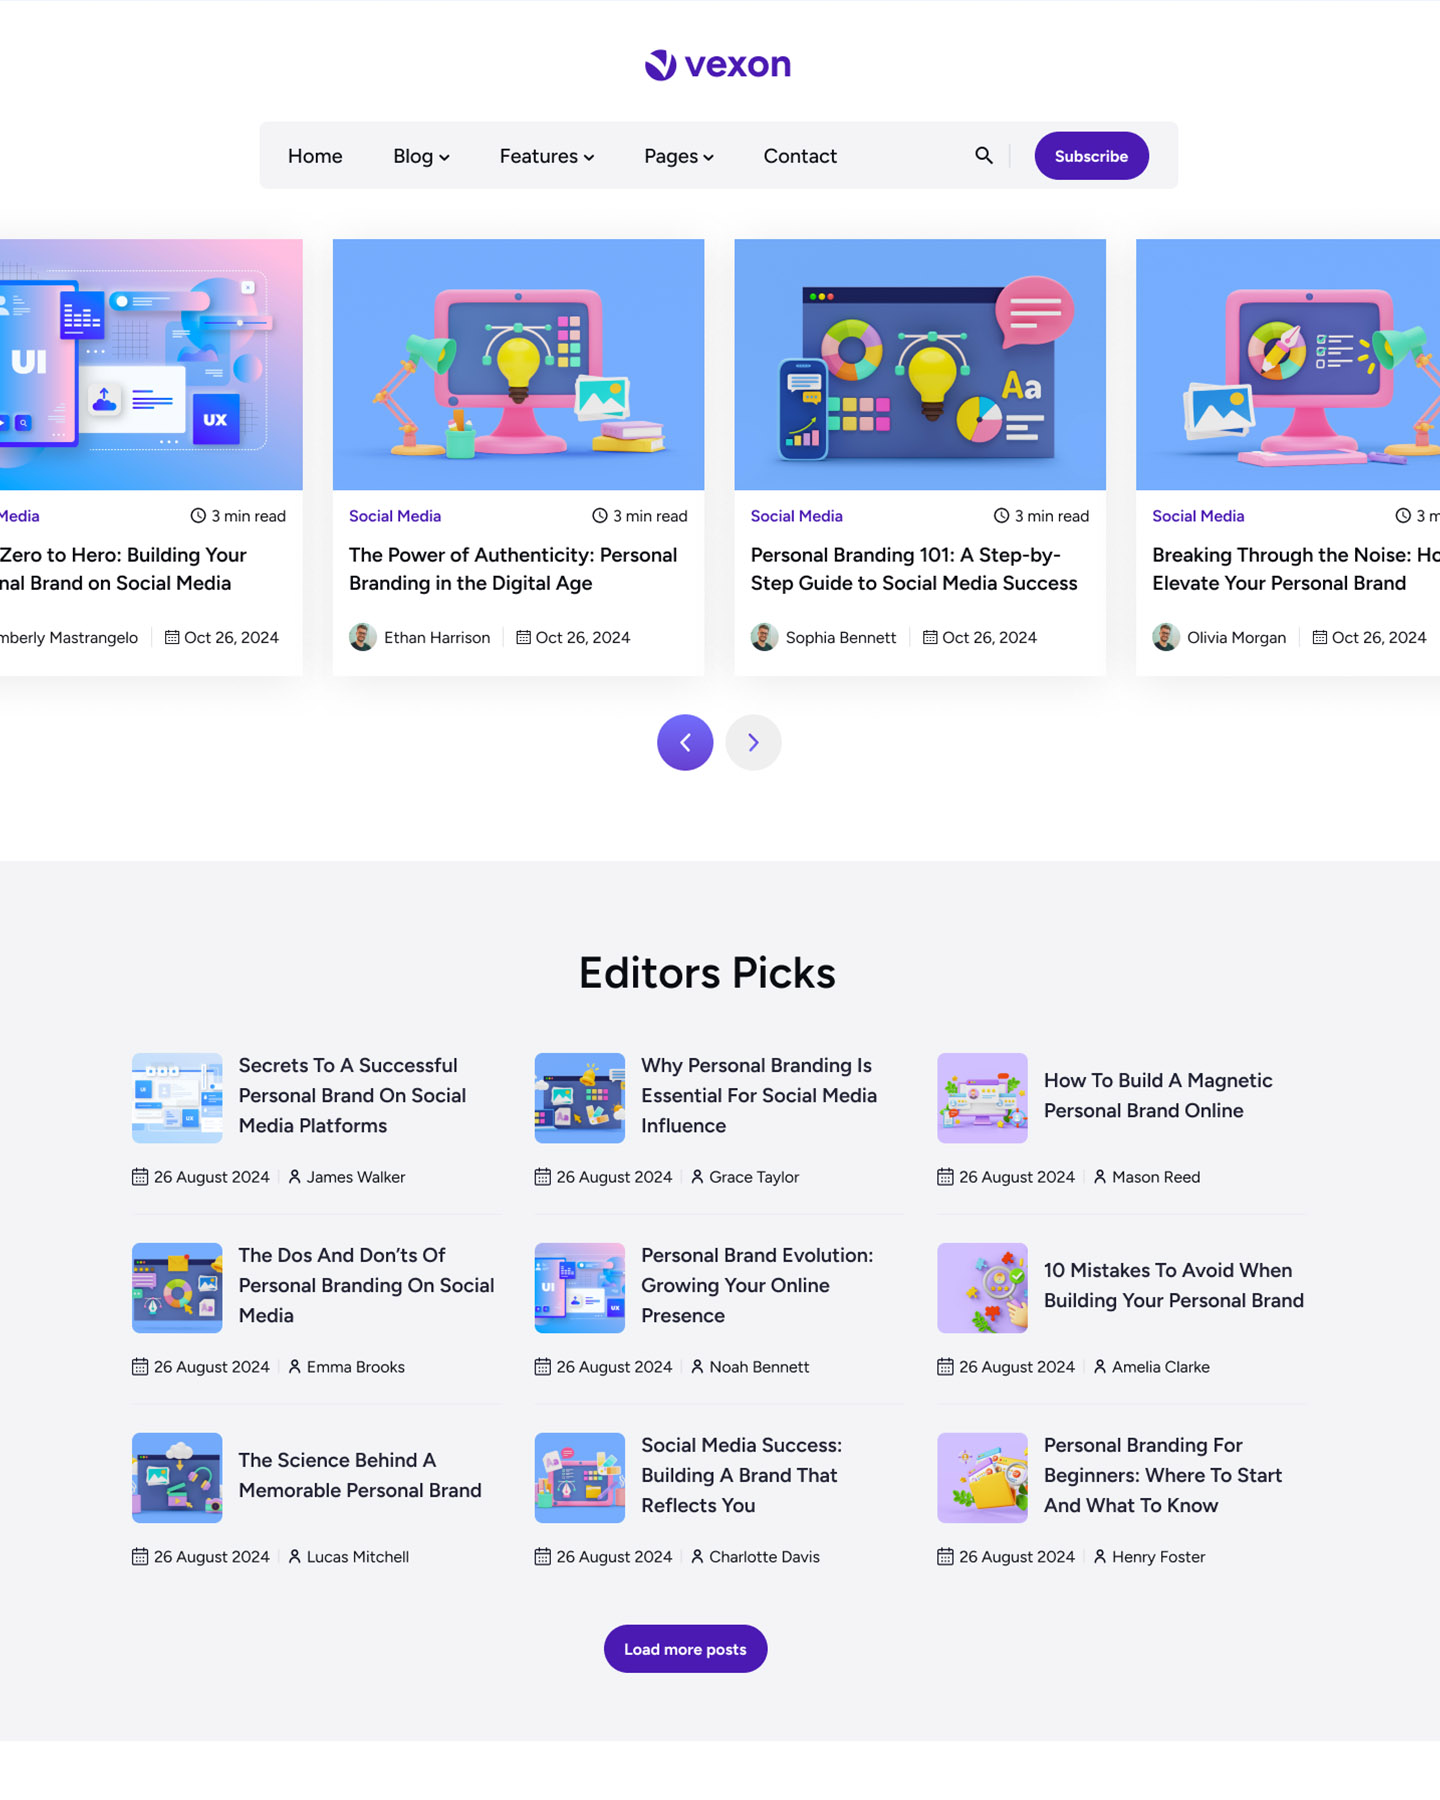 vexon
Home Blog Features Pages Contact Subscribe
UI
UX
Aa
Media 3 min read
Zero to Hero: Building Your
nal Brand on Social Media
mberly Mastrangelo Oct 26, 2024
Social Media 3 min read
The Power of Authenticity: Personal
Branding in the Digital Age
Ethan Harrison Oct 26, 2024
Social Media 3 min read
Personal Branding 101: A Step-by-
Step Guide to Social Media Success
Sophia Bennett Oct 26, 2024
Social Media 3 m
Breaking Through the Noise: Ho
Elevate Your Personal Brand
Olivia Morgan Oct 26, 2024
Editors Picks
Secrets To A Successful
Personal Brand On Social
Media Platforms
26 August 2024 James Walker
Why Personal Branding Is
Essential For Social Media
Influence
26 August 2024 Grace Taylor
How To Build A Magnetic
Personal Brand Online
26 August 2024 Mason Reed
The Dos And Don’ts Of
Personal Branding On Social
Media
26 August 2024 Emma Brooks
UI
UX
Personal Brand Evolution:
Growing Your Online
Presence
26 August 2024 Noah Bennett
10 Mistakes To Avoid When
Building Your Personal Brand
26 August 2024 Amelia Clarke
The Science Behind A
Memorable Personal Brand
26 August 2024 Lucas Mitchell
Social Media Success:
Building A Brand That
Reflects You
26 August 2024 Charlotte Davis
Personal Branding For
Beginners: Where To Start
And What To Know
26 August 2024 Henry Foster
Load more posts